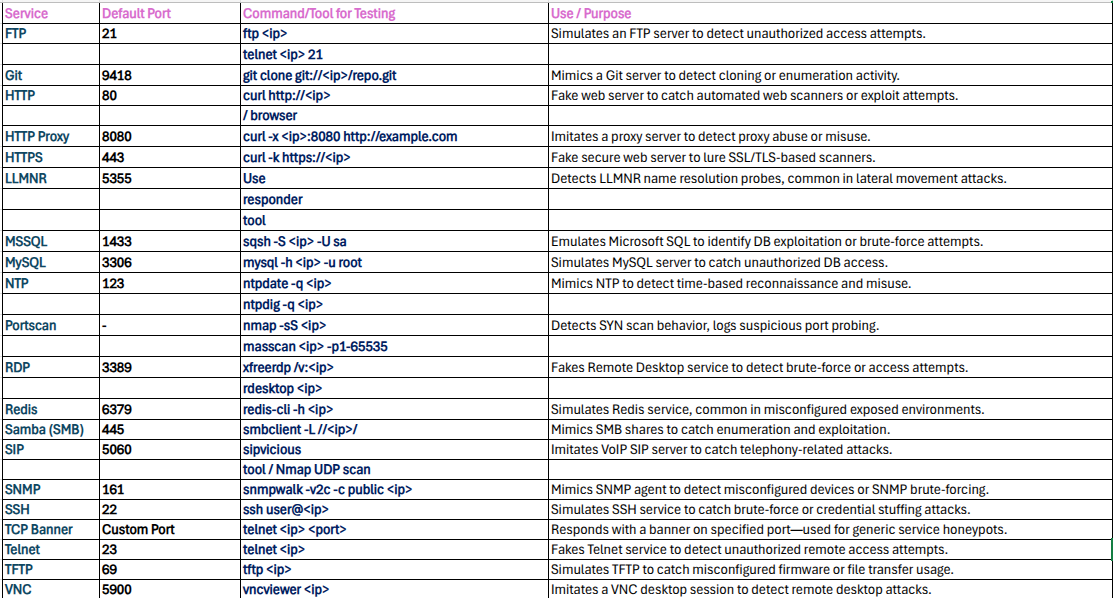 Service Default Port Command/Tool for Testing Use / Purpose
FTP 21 ftp <ip> Simulates an FTP server to detect unauthorized access attempts.
telnet <ip> 21
Git 9418 git clone git://<ip>/repo.git Mimics a Git server to detect cloning or enumeration activity.
HTTP 80 curl http://<ip> Fake web server to catch automated web scanners or exploit attempts.
/ browser
HTTP Proxy 8080 curl -x <ip>:8080 http://example.com Imitates a proxy server to detect proxy abuse or misuse.
HTTPS 443 curl -k https://<ip> Fake secure web server to lure SSL/TLS-based scanners.
LLMNR 5355 Use Detects LLMNR name resolution probes, common in lateral movement attacks.
responder
tool
MSSQL 1433 sqsh -S <ip> -U sa Emulates Microsoft SQL to identify DB exploitation or brute-force attempts.
MySQL 3306 mysql -h <ip> -u root Simulates MySQL server to catch unauthorized DB access.
NTP 123 ntpdate -q <ip> Mimics NTP to detect time-based reconnaissance and misuse.
ntpdig -q <ip>
Portscan - nmap -sS <ip> Detects SYN scan behavior, logs suspicious port probing.
masscan <ip> -p1-65535
RDP 3389 xfreerdp /v:<ip> Fakes Remote Desktop service to detect brute-force or access attempts.
rdesktop <ip>
Redis 6379 redis-cli -h <ip> Simulates Redis service, common in misconfigured exposed environments.
Samba (SMB) 445 smbclient -L //<ip>/ Mimics SMB shares to catch enumeration and exploitation.
SIP 5060 sipvicious Imitates VoIP SIP server to catch telephony-related attacks.
tool / Nmap UDP scan
SNMP 161 snmpwalk -v2c -c public <ip> Mimics SNMP agent to detect misconfigured devices or SNMP brute-forcing.
SSH 22 ssh user@<ip> Simulates SSH service to catch brute-force or credential stuffing attacks.
TCP Banner Custom Port telnet <ip> <port> Responds with a banner on specified port—used for generic service honeypots.
Telnet 23 telnet <ip> Fakes Telnet service to detect unauthorized remote access attempts.
TFTP 69 tftp <ip> Simulates TFTP to catch misconfigured firmware or file transfer usage.
VNC 5900 vncviewer <ip> Imitates a VNC desktop session to detect remote desktop attacks.